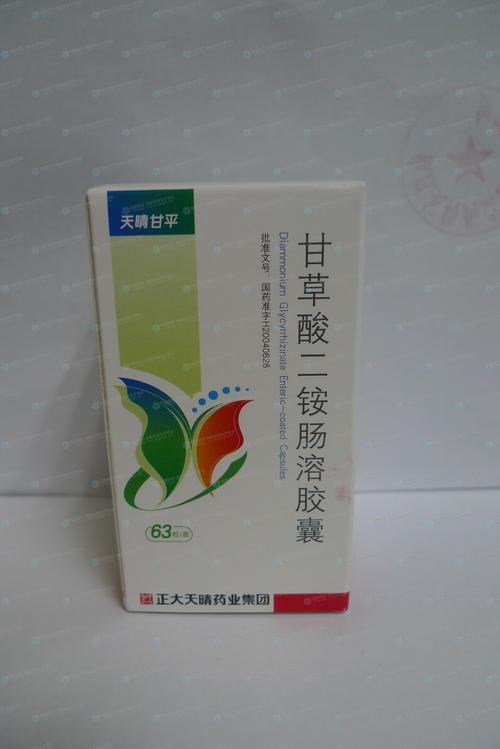 天晴甘平
甘草酸二铵肠溶胶囊
Diammonium Glycyrrhizinate Enteric-coated Capsules
批准文号：国药准字H20040628
63粒/瓶
正大天晴药业集团